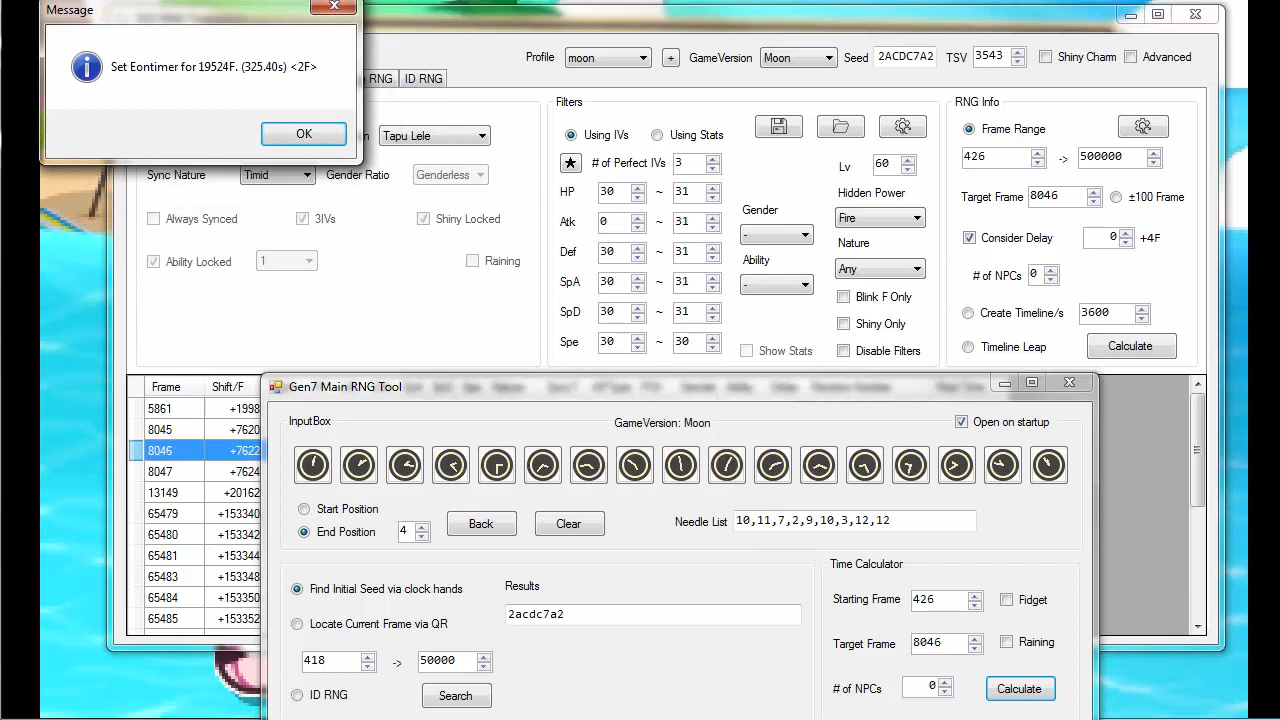 Message
Set Eontimer for 19524F. (325.40s) <2F>
OK
Profile moon + GameVersion Moon Seed 2ACDC7A2 TSV 3543 Shiny Charm Advanced
RNG ID RNG
Tapu Lele
Sync Nature Timid Gender Ratio Genderless
Always Synced 3IVs Shiny Locked
Ability Locked 1 Raining
Filters
Using IVs Using Stats
# of Perfect IVs 3 Lv 60
HP 30 ~ 31
Atk 0 ~ 31
Def 30 ~ 31
SpA 30 ~ 31
SpD 30 ~ 31
Spe 30 ~ 30
Gender
-
Ability
-
Show Stats
Hidden Power
Fire
Nature
Any
Blink F Only
Shiny Only
Disable Filters
RNG Info
Frame Range
426 -> 500000
Target Frame 8046 ±100 Frame
Consider Delay 0 +4F
# of NPCs 0
Create Timeline/s 3600
Timeline Leap Calculate
Frame Shift/F
5861 +1998
8045 +7620
8046 +7622
8047 +7624
13149 +20162
65479 +153340
65480 +153342
65481 +153344
65483 +153348
65484 +153350
65485 +153352
Gen7 Main RNG Tool
InputBox GameVersion: Moon Open on startup
Start Position
End Position 4 Back Clear Needle List 10,11,7,2,9,10,3,12,12
Find Initial Seed via clock hands
Locate Current Frame via QR
418 -> 50000
ID RNG Search
Results
2acdc7a2
Time Calculator
Starting Frame 426 Fidget
Target Frame 8046 Raining
# of NPCs 0 Calculate